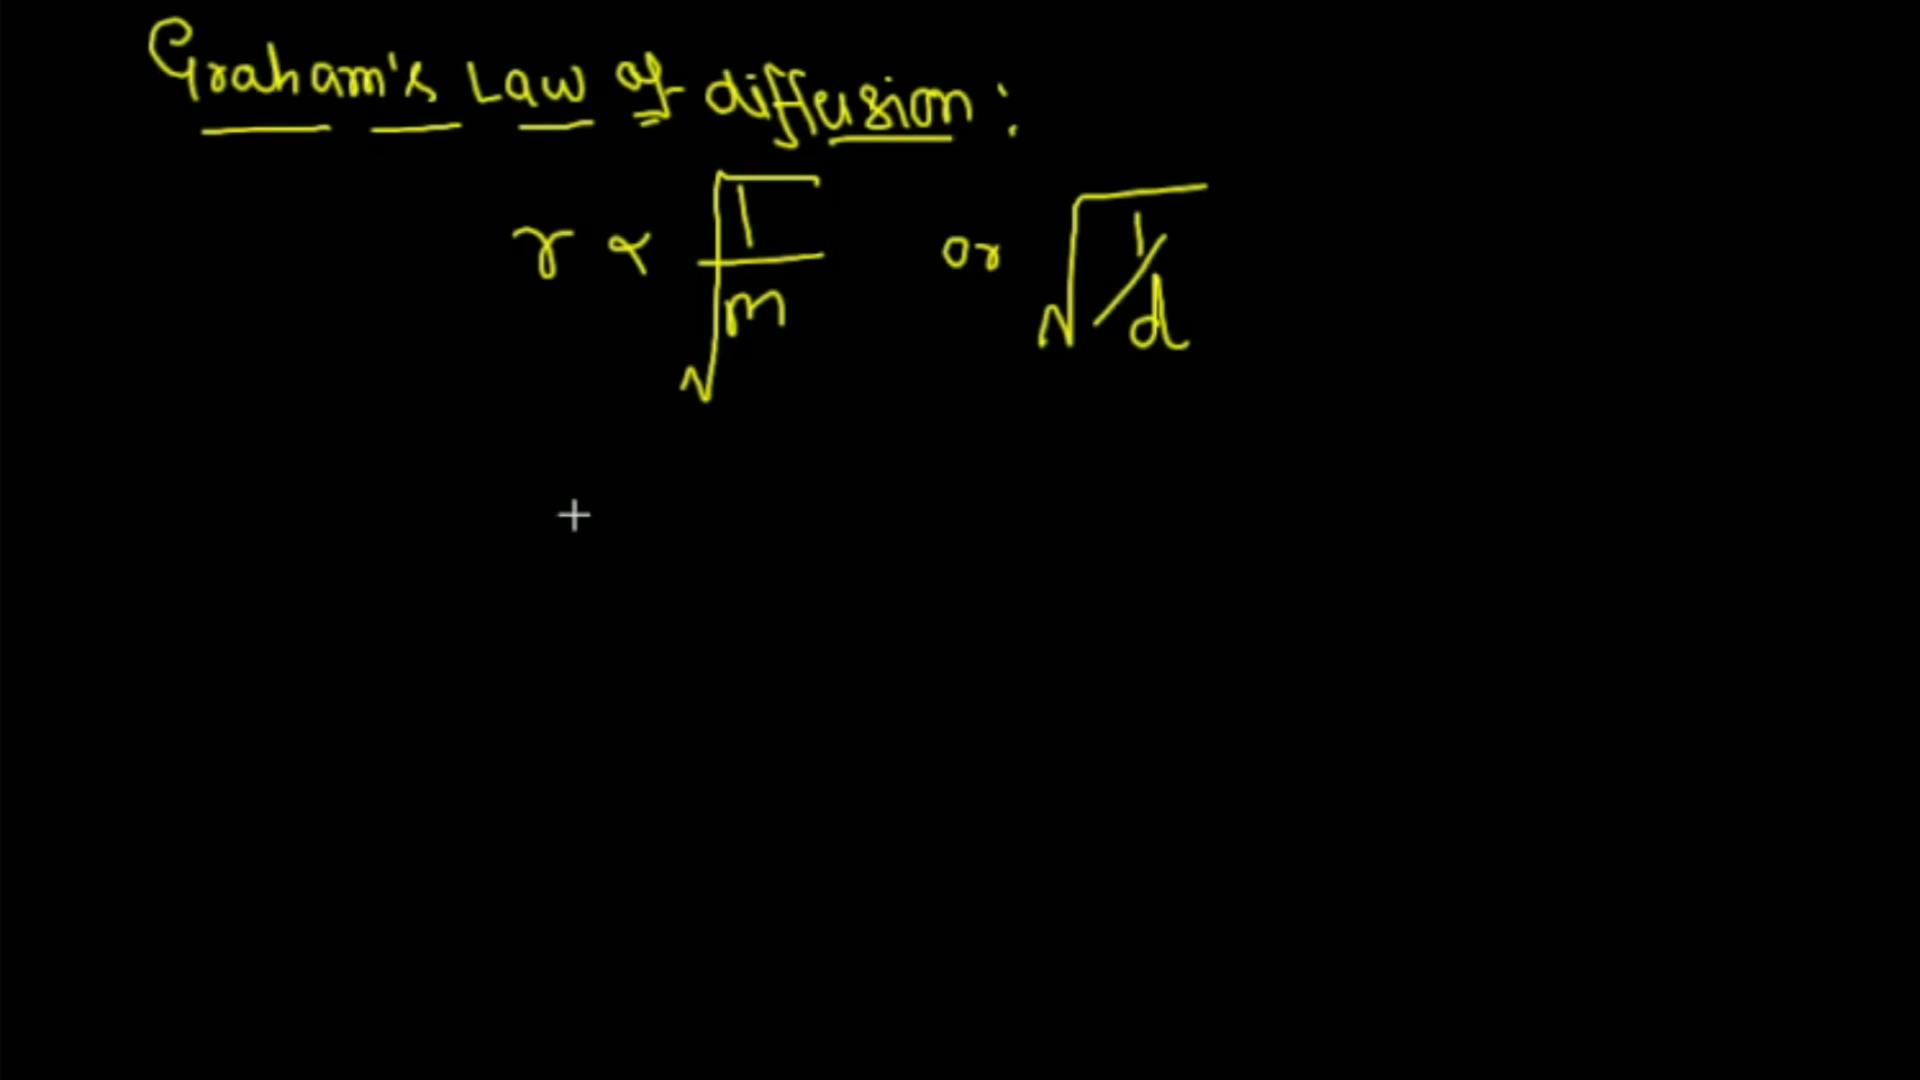 Graham's Law of diffusion:
r ∝ √(1/m) or √(1/d)